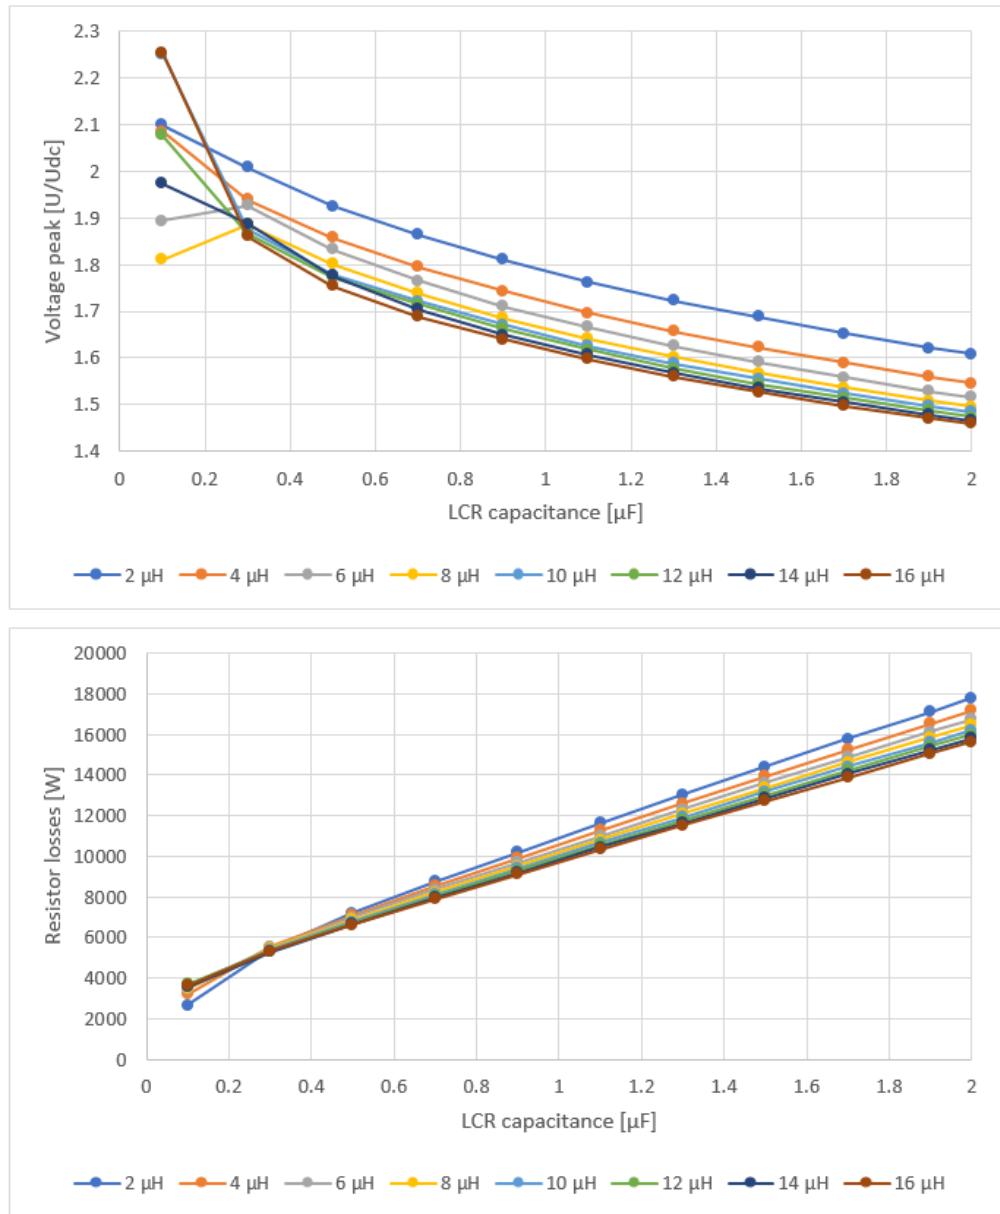 2.3
2.2
2.1
2
1.9
1.8
1.7
1.6
1.5
1.4
Voltage peak [U/Udc]
0 0.2 0.4 0.6 0.8 1 1.2 1.4 1.6 1.8 2
LCR capacitance [µF]
2 µH 4 µH 6 µH 8 µH 10 µH 12 µH 14 µH 16 µH
20000
18000
16000
14000
12000
10000
8000
6000
4000
2000
0
Resistor losses [W]
0 0.2 0.4 0.6 0.8 1 1.2 1.4 1.6 1.8 2
LCR capacitance [µF]
2 µH 4 µH 6 µH 8 µH 10 µH 12 µH 14 µH 16 µH